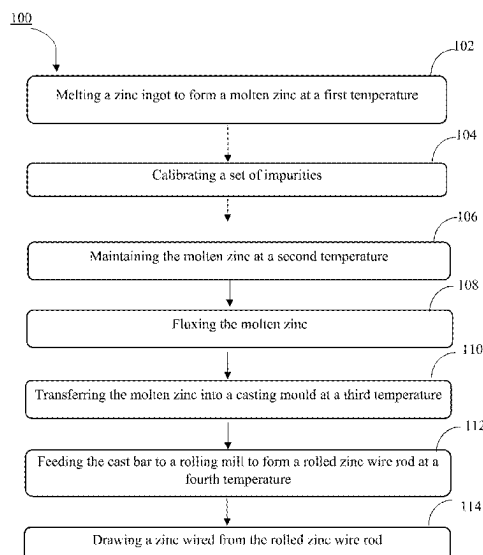 100
102
Melting a zinc ingot to form a molten zinc at a first temperature
104
Calibrating a set of impurities
106
Maintaining the molten zinc at a second temperature
108
Fluxing the molten zinc
110
Transferring the molten zinc into a casting mould at a third temperature
112
Feeding the cast bar to a rolling mill to form a rolled zinc wire rod at a
fourth temperature
114
Drawing a zinc wired from the rolled zinc wire rod